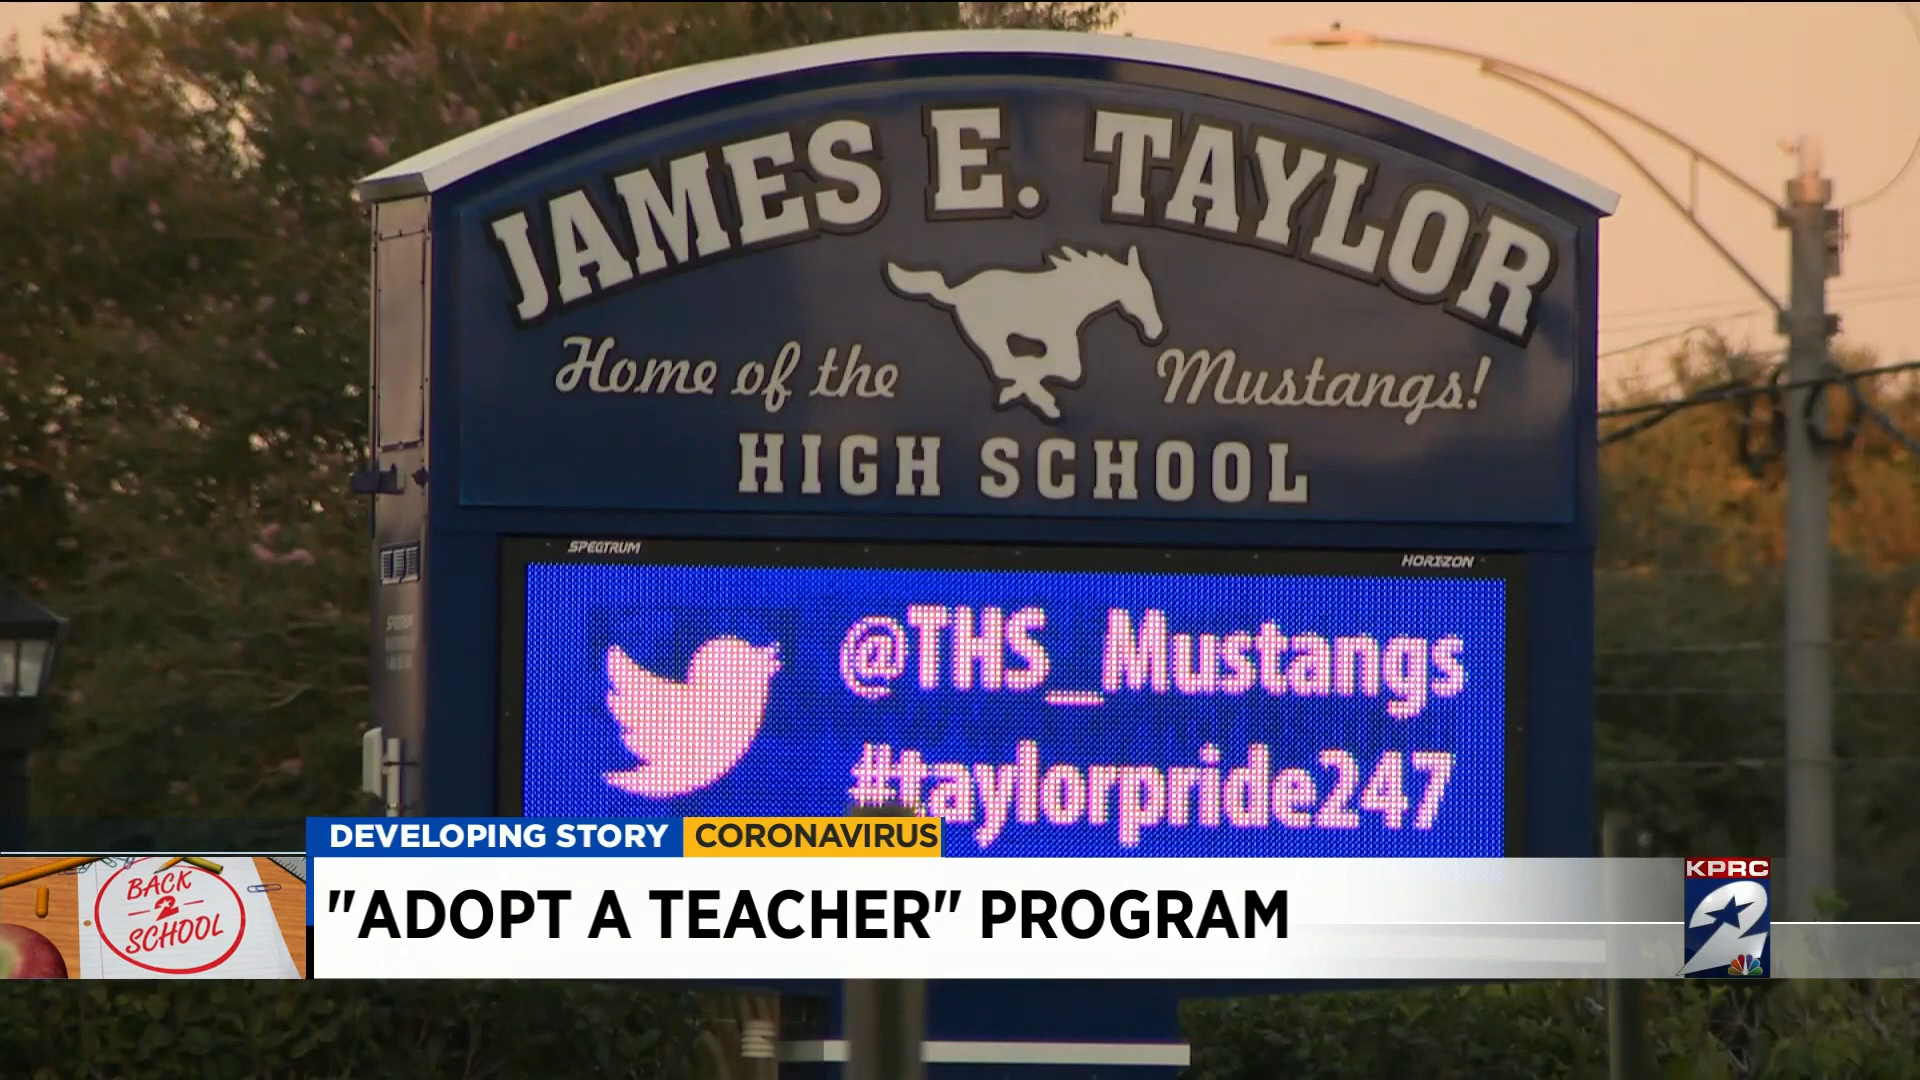 JAMES E. TAYLOR
Home of the Mustangs!
HIGH SCHOOL
SPECTRUM HORIZON
@THS_Mustangs
#taylorpride247
DEVELOPING STORY CORONAVIRUS
BACK
2
SCHOOL
"ADOPT A TEACHER" PROGRAM
KPRC
2